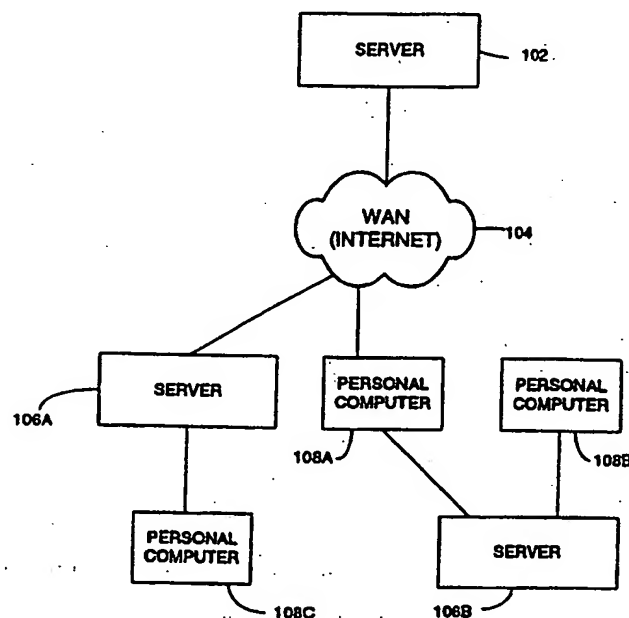 SERVER
102
WAN
(INTERNET)
104
SERVER
106A
PERSONAL
COMPUTER
108A
PERSONAL
COMPUTER
108B
PERSONAL
COMPUTER
108C
SERVER
106B